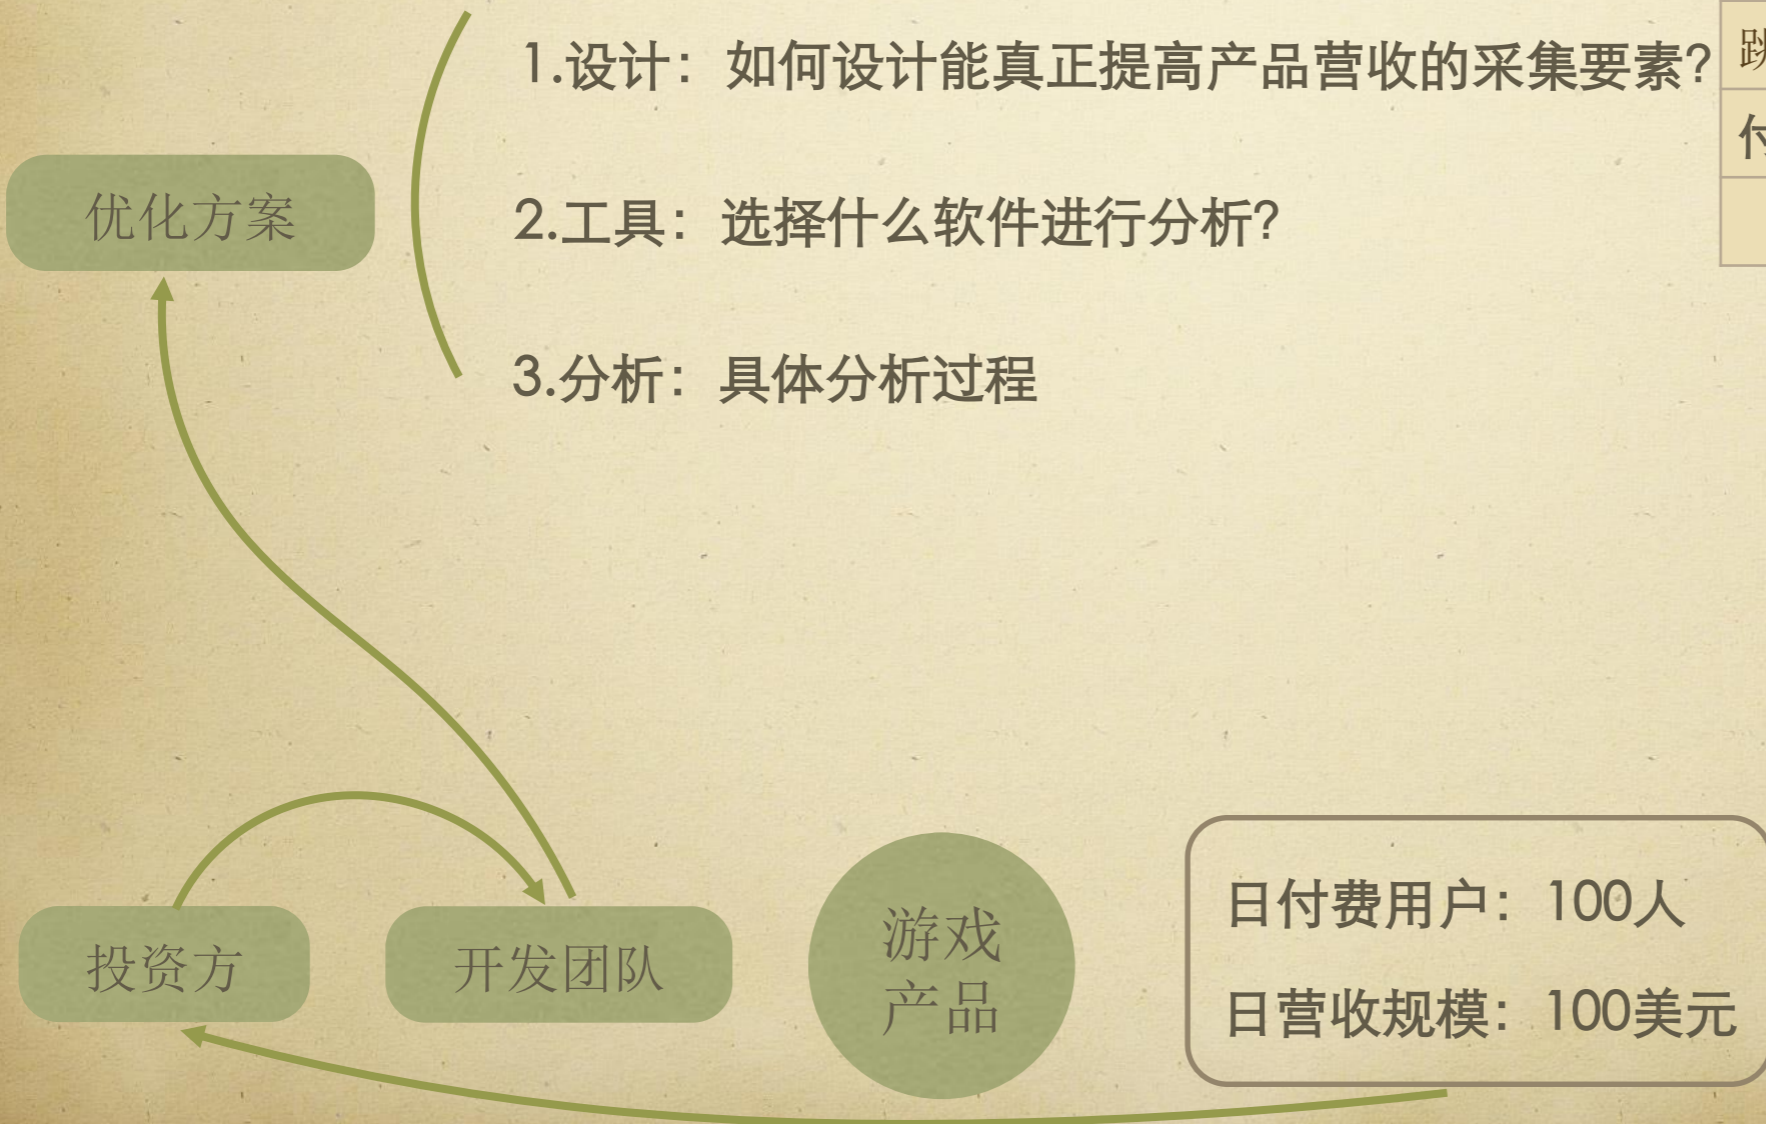 1.设计：如何设计能真正提高产品营收的采集要素?
优化方案
2.工具：选择什么软件进行分析?
3.分析：具体分析过程
投资方
开发团队
游戏
产品
日付费用户：100人
日营收规模：100美元